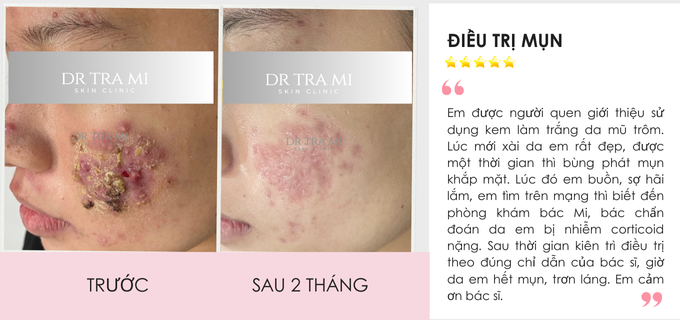 DR TRA MI
SKIN CLINIC
DR TRA MI
SKIN CLINIC
DR TRA MI
TRƯỚC
SAU 2 THÁNG
ĐIỀU TRỊ MỤN
Em được người quen giới thiệu sử
dụng kem làm trắng da mũ trôm.
Lúc mới xài da em rất đẹp, được
một thời gian thì bùng phát mụn
khắp mặt. Lúc đó em buồn, sợ hãi
lắm, em tìm trên mạng thì biết đến
phòng khám bác Mi, bác chẩn
đoán da em bị nhiễm corticoid
nặng. Sau thời gian kiên trì điều trị
theo đúng chỉ dẫn của bác sĩ, giờ
da em hết mụn, trơn láng. Em cảm
ơn bác sĩ.